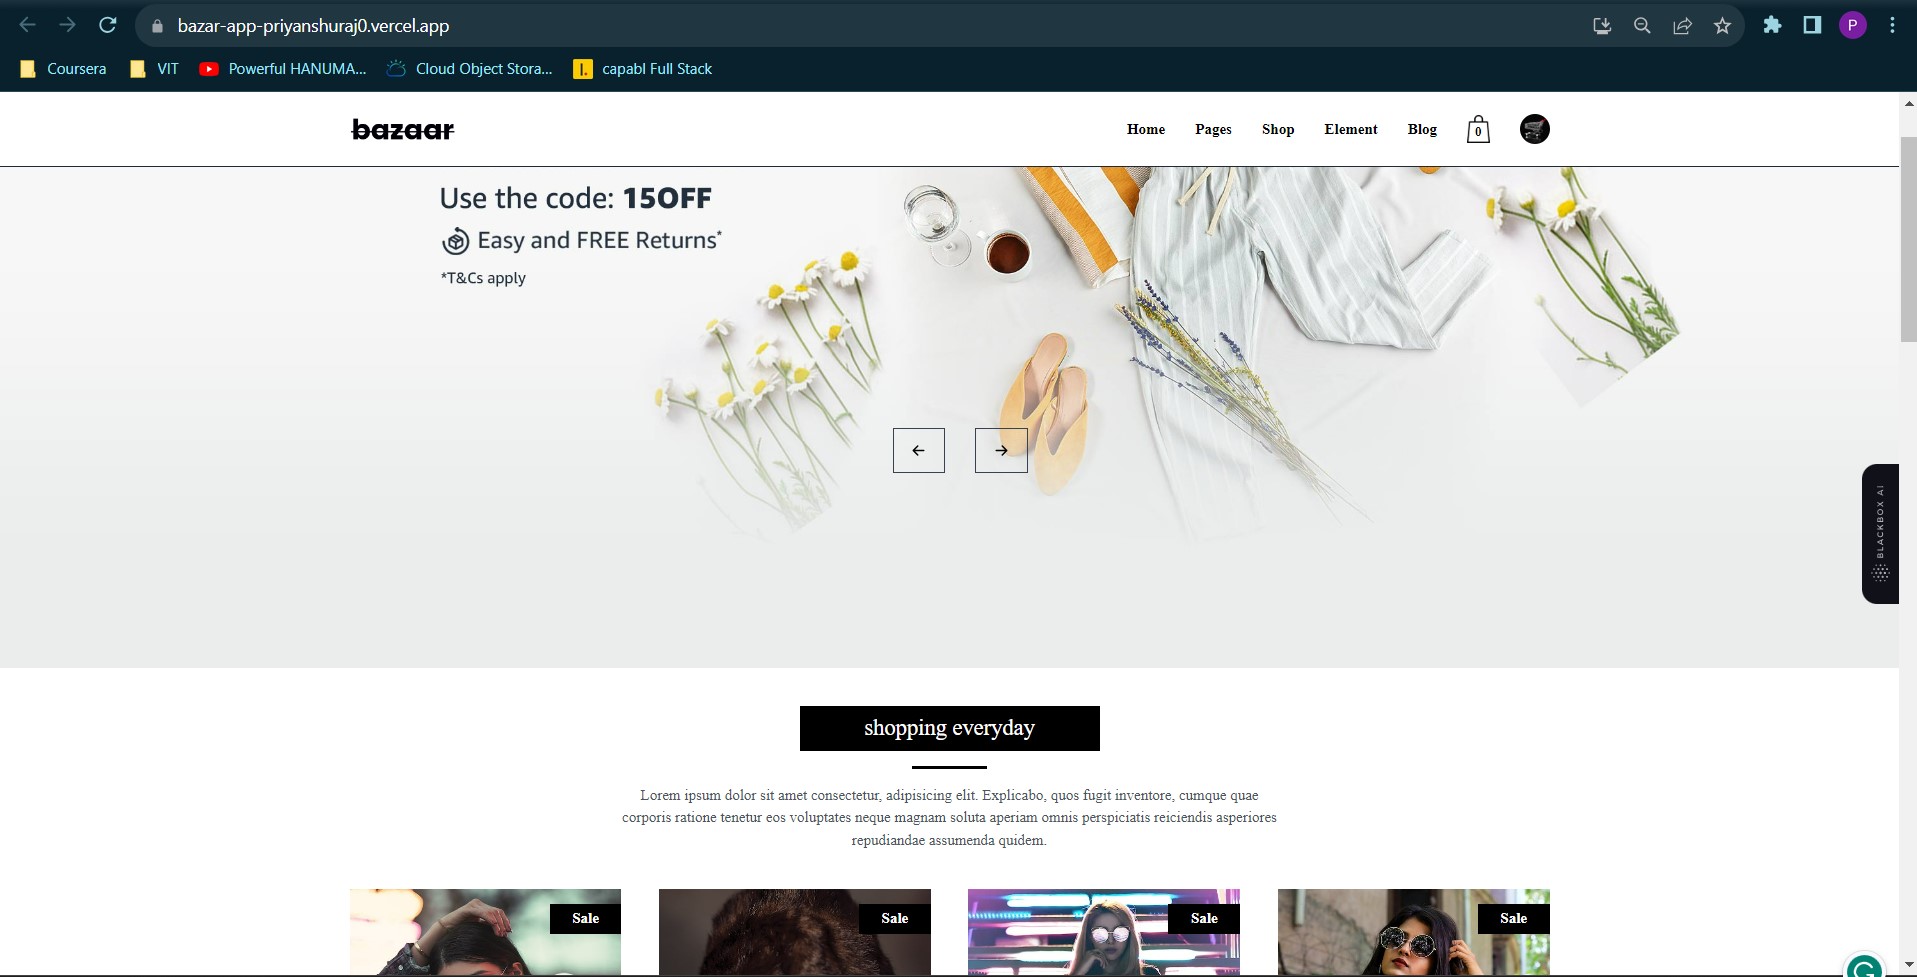 bazar-app-priyanshuraj0.vercel.app
P
Coursera
VIT
Powerful HANUMA...
Cloud Object Stora...
capabl Full Stack
bazaar
Home
Pages
Shop
Element
Blog
0
Use the code: 15OFF
Easy and FREE Returns*
*T&Cs apply
BLACKBOX AI
shopping everyday
Lorem ipsum dolor sit amet consectetur, adipisicing elit. Explicabo, quos fugit inventore, cumque quae
corporis ratione tenetur eos voluptates neque magnam soluta aperiam omnis perspiciatis reiciendis asperiores
repudiandae assumenda quidem.
Sale
Sale
Sale
Sale